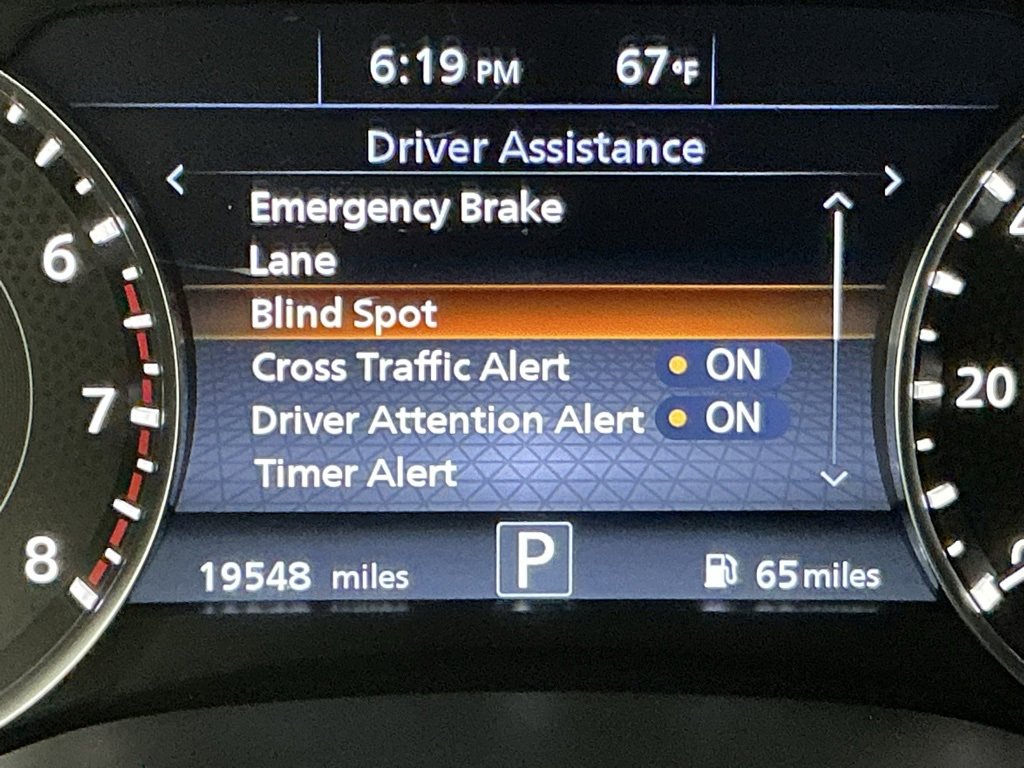 6:19 PM 67°F
Driver Assistance
< >
Emergency Brake
Lane
Blind Spot
Cross Traffic Alert ON
Driver Attention Alert ON
Timer Alert
19548 miles P 65 miles
6
7
8
20